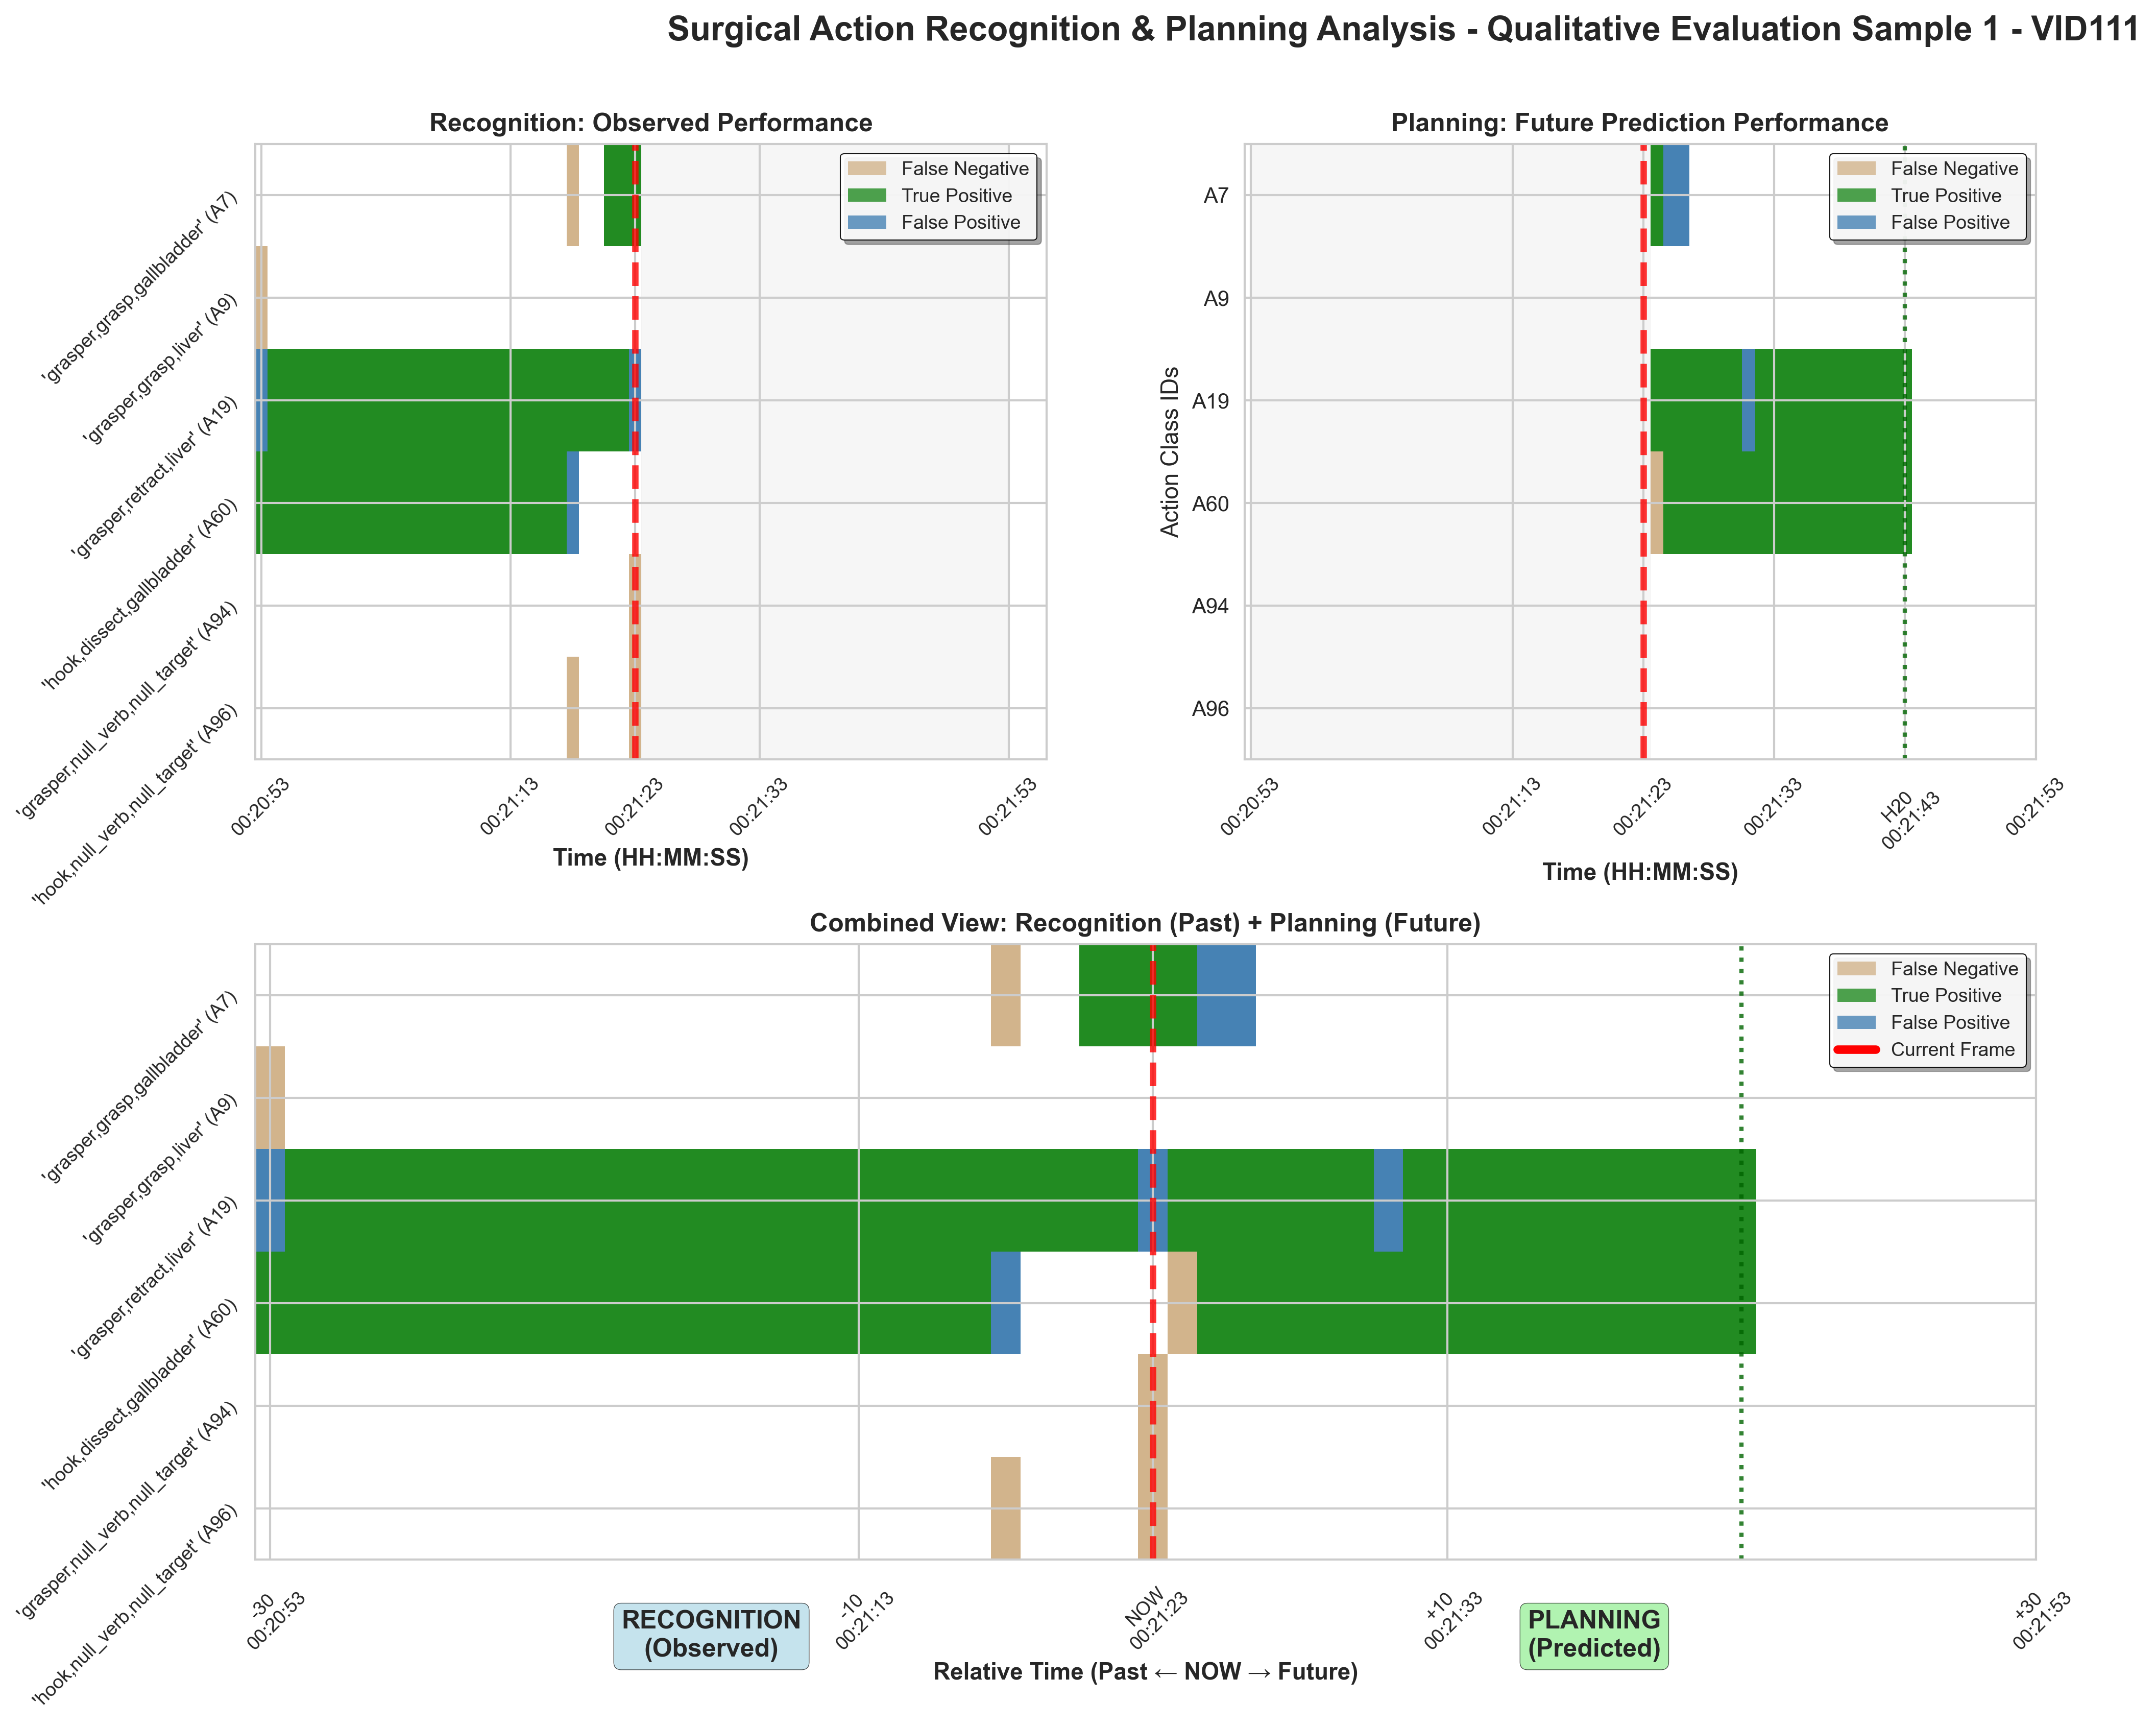 Surgical Action Recognition & Planning Analysis - Qualitative Evaluation Sample 1 - VID111
Recognition: Observed Performance
False Negative
True Positive
False Positive
'grasper,grasp,gallbladder' (A7)
'grasper,grasp,liver' (A9)
'grasper,retract,liver' (A19)
'hook,dissect,gallbladder' (A60)
'grasper,null_verb,null_target' (A94)
'hook,null_verb,null_target' (A96)
00:20:53
00:21:13
00:21:23
00:21:33
00:21:53
Time (HH:MM:SS)
Planning: Future Prediction Performance
False Negative
True Positive
False Positive
Action Class IDs
A7
A9
A19
A60
A94
A96
00:20:53
00:21:13
00:21:23
00:21:33
H20
00:21:43
00:21:53
Time (HH:MM:SS)
Combined View: Recognition (Past) + Planning (Future)
False Negative
True Positive
False Positive
Current Frame
'grasper,grasp,gallbladder' (A7)
'grasper,grasp,liver' (A9)
'grasper,retract,liver' (A19)
'hook,dissect,gallbladder' (A60)
'grasper,null_verb,null_target' (A94)
'hook,null_verb,null_target' (A96)
-30
00:20:53
-10
00:21:13
NOW
00:21:23
+10
00:21:33
+30
00:21:53
RECOGNITION
(Observed)
PLANNING
(Predicted)
Relative Time (Past ← NOW → Future)